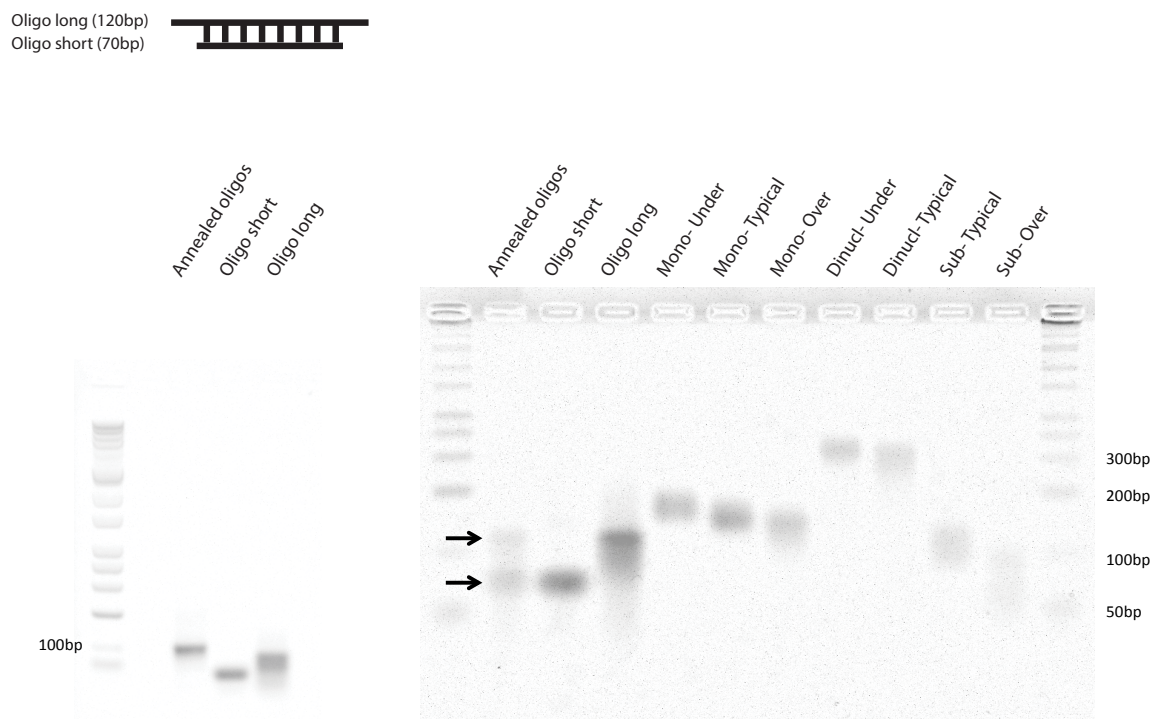 Oligo long (120bp)
Oligo short (70bp)
Annealed oligos
Oligo short
Oligo long
Annealed oligos
Oligo short
Oligo long
Mono- Under
Mono- Typical
Mono- Over
Dinucl- Under
Dinucl- Typical
Sub- Typical
Sub- Over
300bp
200bp
100bp
50bp
100bp